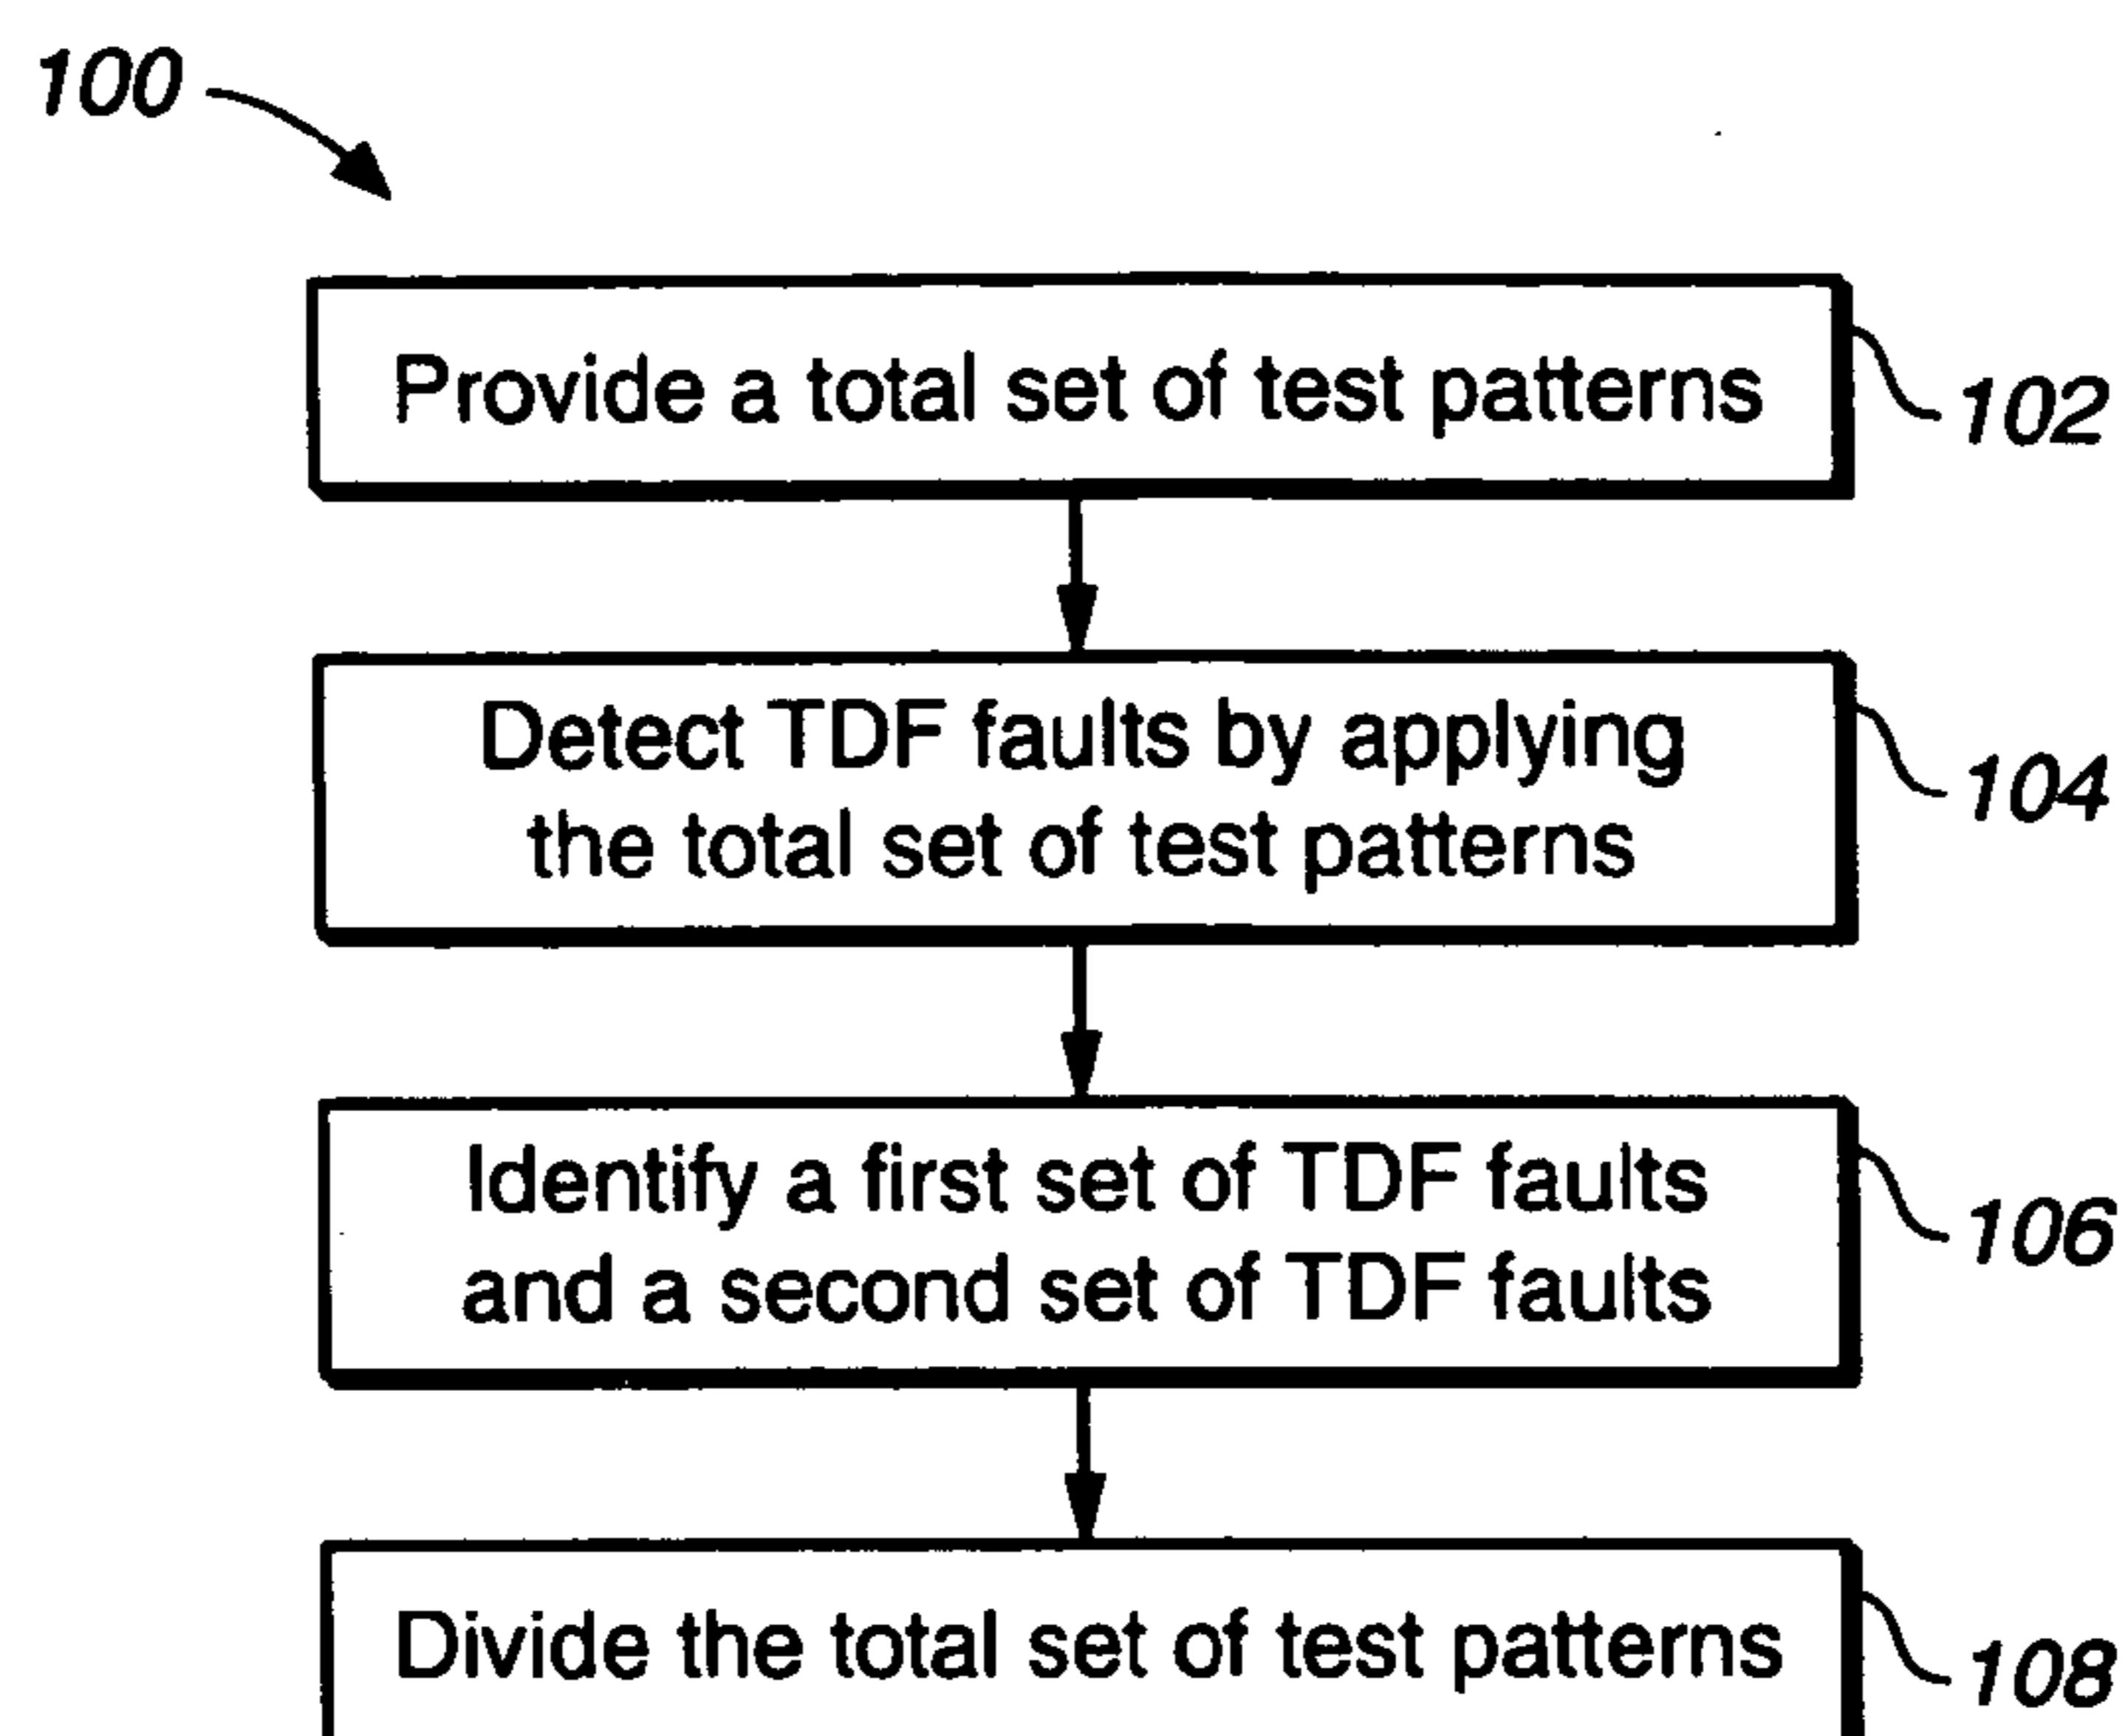 100
Provide a total set of test patterns
102
Detect TDF faults by applying
the total set of test patterns
104
Identify a first set of TDF faults
and a second set of TDF faults
106
Divide the total set of test patterns
108